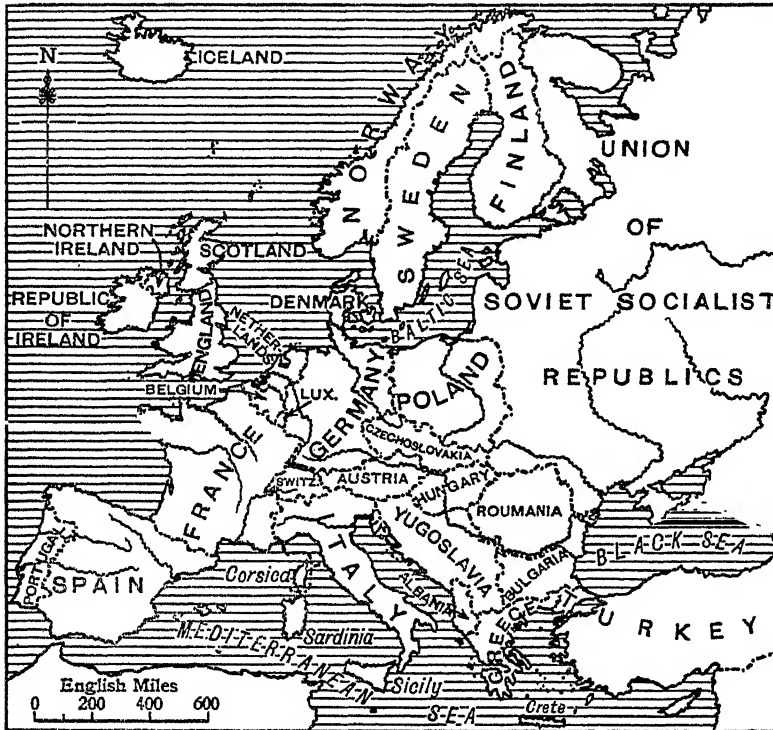 N
ICELAND
NORWAY
SWEDEN
FINLAND
UNION
OF
SOVIET SOCIALIST
REPUBLICS
NORTHERN
IRELAND
SCOTLAND
REPUBLIC
OF
IRELAND
ENGLAND
NETHER-
LANDS
DENMARK
BALTIC SEA
BELGIUM
LUX.
GERMANY
POLAND
CZECHOSLOVAKIA
FRANCE
SWITZ.
AUSTRIA
HUNGARY
ROUMANIA
ITALY
YUGOSLAVIA
BLACK SEA
PORTUGAL
SPAIN
Corsica
Sardinia
ALBANIA
BULGARIA
GREECE
TURKEY
MEDITERRANEAN
SEA
Sicily
Crete
English Miles
0 200 400 600